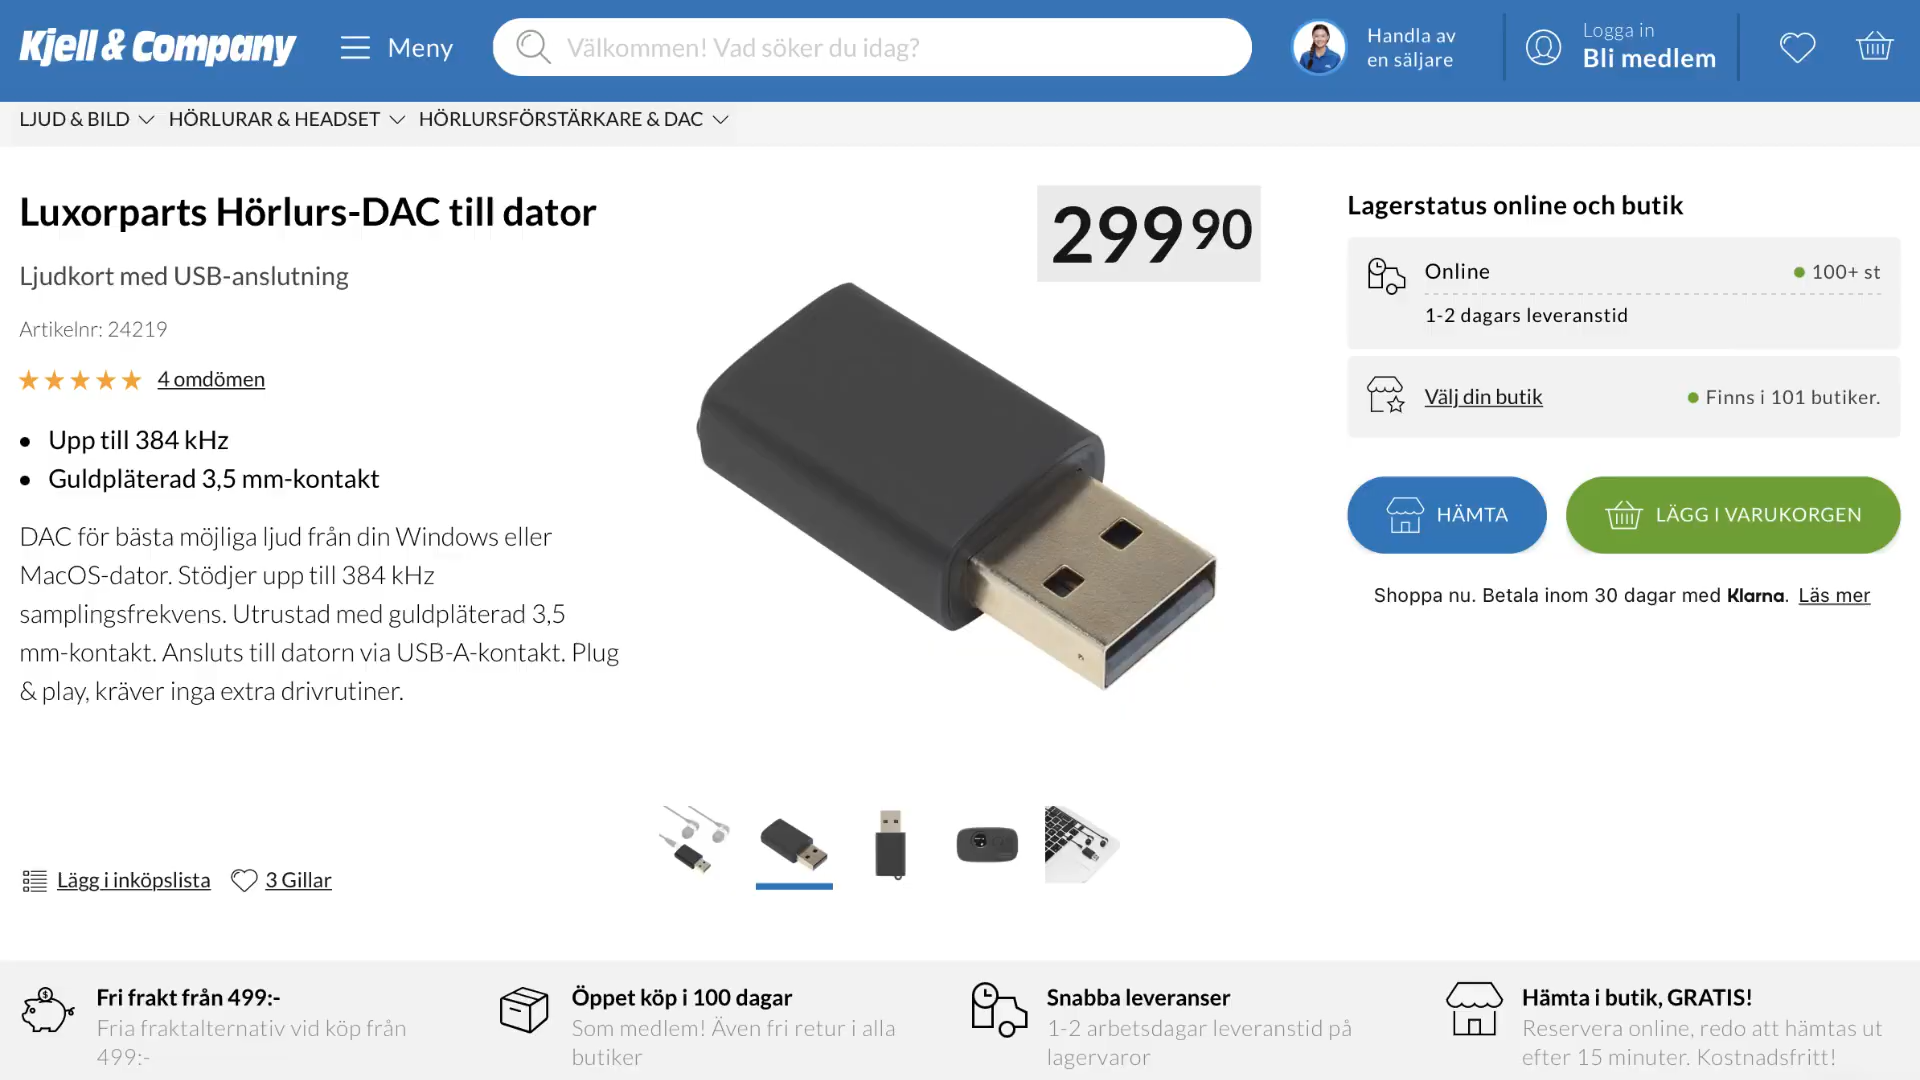 Kjell & Company
Meny
Välkommen! Vad söker du idag?
Handla av
en säljare
Logga in
Bli medlem
LJUD & BILD
HÖRLURAR & HEADSET
HÖRLURSFÖRSTÄRKARE & DAC
Luxorparts Hörlurs-DAC till dator
Ljudkort med USB-anslutning
Artikelnr: 24219
4 omdömen
• Upp till 384 kHz
• Guldpläterad 3,5 mm-kontakt
DAC för bästa möjliga ljud från din Windows eller
MacOS-dator. Stödjer upp till 384 kHz
samplingsfrekvens. Utrustad med guldpläterad 3,5
mm-kontakt. Ansluts till datorn via USB-A-kontakt. Plug
& play, kräver inga extra drivrutiner.
Lägg i inköpslista
3 Gillar
299 90
Lagerstatus online och butik
Online
100+ st
1-2 dagars leveranstid
Välj din butik
Finns i 101 butiker.
HÄMTA
LÄGG I VARUKORGEN
Shoppa nu. Betala inom 30 dagar med Klarna. Läs mer
Fri frakt från 499:-
Fria fraktalternativ vid köp från
499:-
Öppet köp i 100 dagar
Som medlem! Även fri retur i alla
butiker
Snabba leveranser
1-2 arbetsdagar leveranstid på
lagervaror
Hämta i butik, GRATIS!
Reservera online, redo att hämtas ut
efter 15 minuter. Kostnadsfritt!